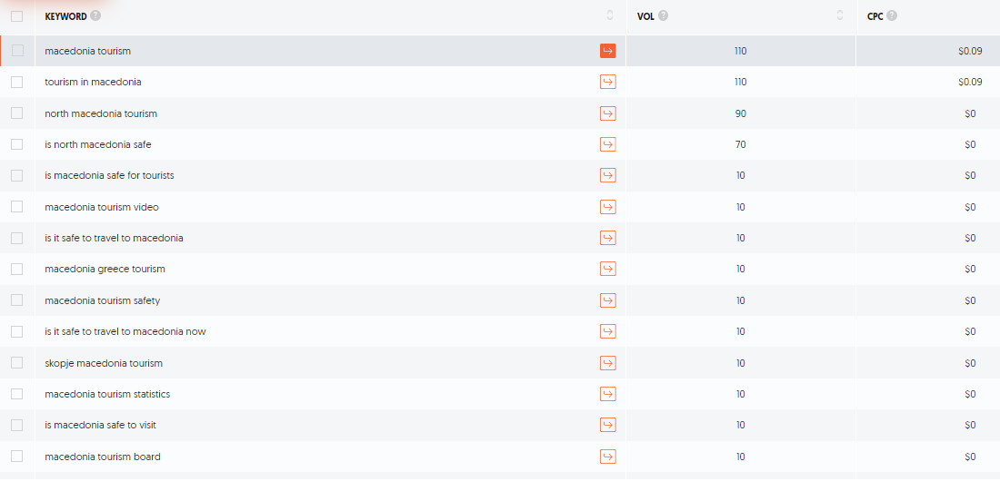 KEYWORD ? VOL ? CPC ?
macedonia tourism 110 $0.09
tourism in macedonia 110 $0.09
north macedonia tourism 90 $0
is north macedonia safe 70 $0
is macedonia safe for tourists 10 $0
macedonia tourism video 10 $0
is it safe to travel to macedonia 10 $0
macedonia greece tourism 10 $0
macedonia tourism safety 10 $0
is it safe to travel to macedonia now 10 $0
skopje macedonia tourism 10 $0
macedonia tourism statistics 10 $0
is macedonia safe to visit 10 $0
macedonia tourism board 10 $0